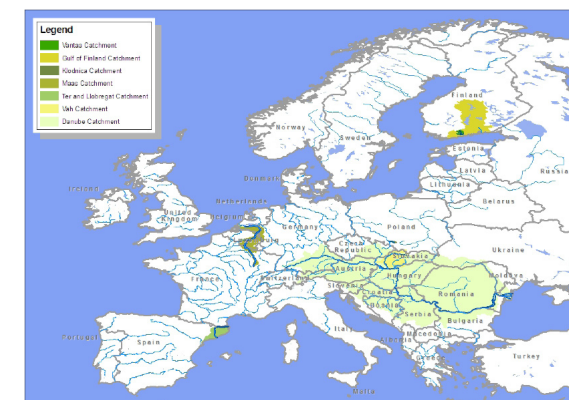 Legend
Vantaa Catchment
Gulf of Finland Catchment
Klodnica Catchment
Maas Catchment
Ter and Llobregat Catchment
Vah Catchment
Danube Catchment
Finland
Norway
Sweden
Estonia
Latvia
Russia
Denmark
Lithuania
Ireland
Netherlands
Belarus
United
Kingdom
Belgium
Germany
Poland
Czech
Republic
Ukraine
Slovakia
Austria
France
Switzerland
Hungary
Moldova
Slovenia
Croatia
Romania
Bosnia
Serbia
Bulgaria
Italy
Portugal
Spain
Macedonia
Albania
Greece
Turkey
Malta